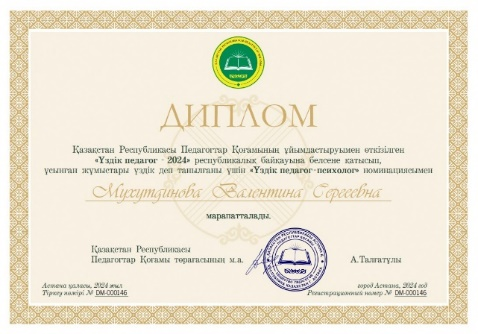 ДИПЛОМ
Қазақстан Республикасы Педагогтар Қоғамының ұйымдастыруымен өткізілген
«Үздік педагог - 2024» республикалық байқауына белсене қатысып,
ұсынған жұмыстары үздік деп танылғаны үшін «Үздік педагог-психолог» номинациясымен
Мухутдинова Валентина Сергеевна
марапатталады.
Қазақстан Республикасы
Педагогтар Қоғамы төрағасының м.а. А.Талғатұлы
Астана қаласы, 2024 жыл город Астана, 2024 год
Тіркеу нөмірі № DM-000146 Регистрационный номер № DM-000146